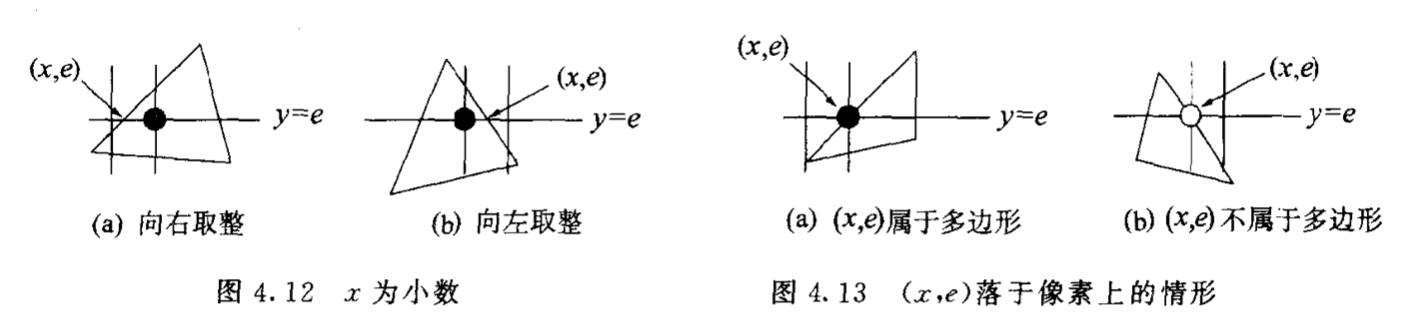 (x,e)
y=e
(x,e)
y=e
(a) 向右取整
(b) 向左取整
图 4.12 x 为小数
(x,e)
y=e
(x,e)
y=e
(a) (x,e)属于多边形
(b) (x,e)不属于多边形
图 4.13 (x,e)落于像素上的情形